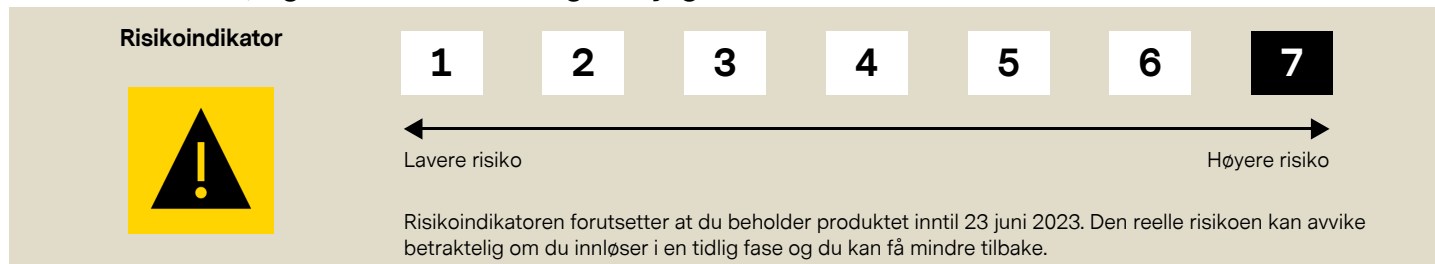 Risikoindikator
1 2 3 4 5 6 7
Lavere risiko Høyere risiko
Risikoindikatoren forutsetter at du beholder produktet inntil 23 juni 2023. Den reelle risikoen kan avvike
betraktelig om du innløser i en tidlig fase og du kan få mindre tilbake.